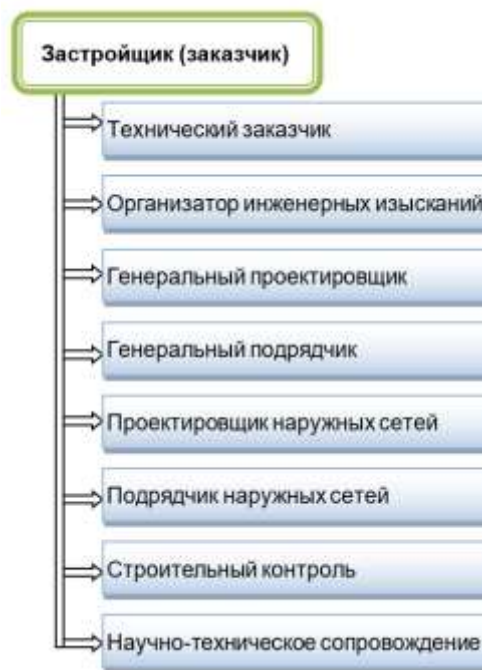 Застройщик (заказчик)
Технический заказчик
Организатор инженерных изысканий
Генеральный проектировщик
Генеральный подрядчик
Проектировщик наружных сетей
Подрядчик наружных сетей
Строительный контроль
Научно-техническое сопровождение